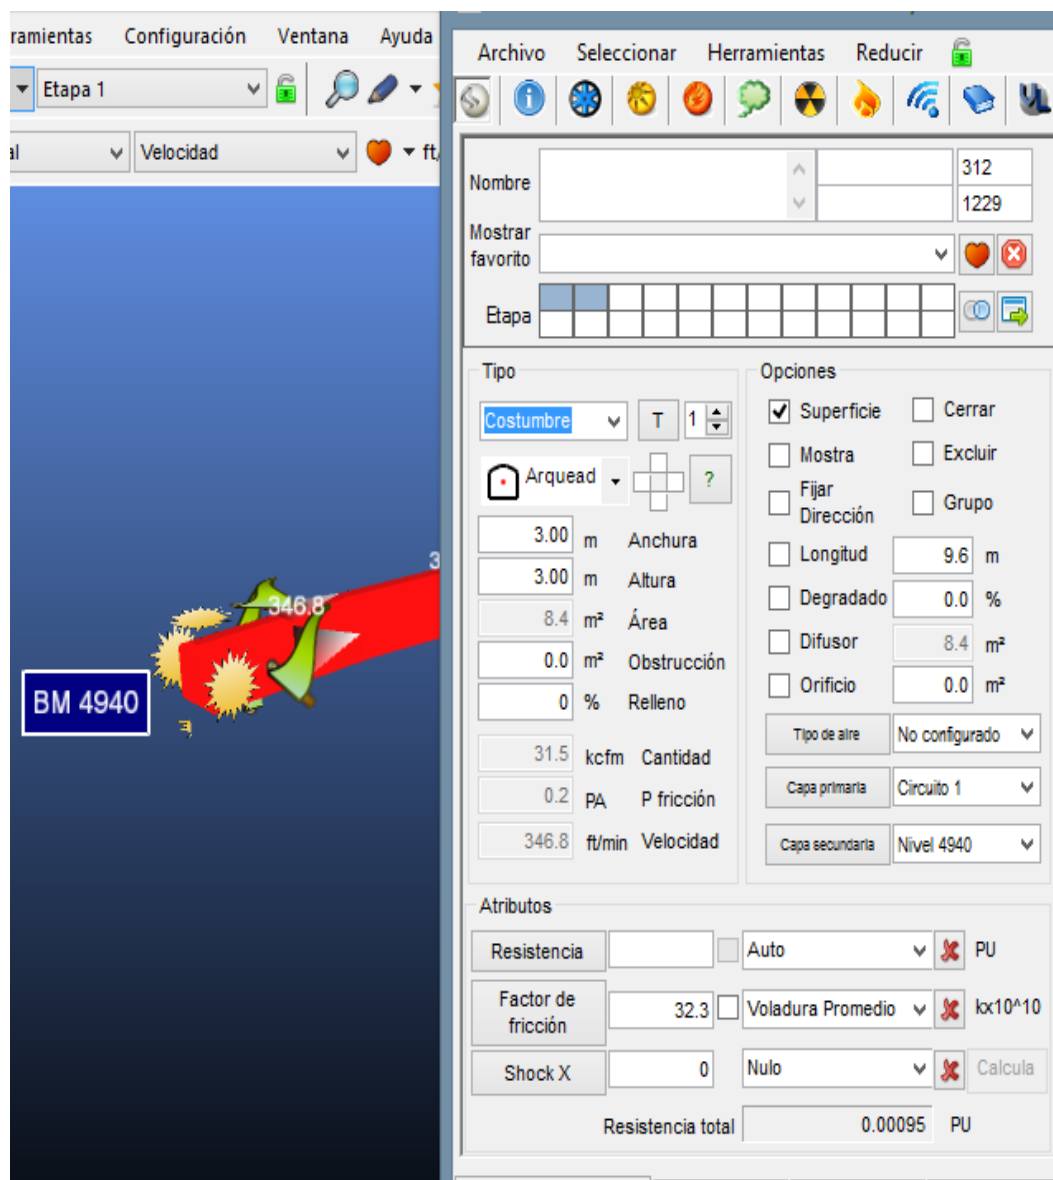 ramientas Configuración Ventana Ayuda
Etapa 1
al Velocidad ft/
346.8
3
BM 4940
Archivo Seleccionar Herramientas Reducir
Nombre 312
1229
Mostrar
favorito
Etapa
Tipo
Costumbre T 1
Arquead ?
3.00 m Anchura
3.00 m Altura
8.4 m² Área
0.0 m² Obstrucción
0 % Relleno
31.5 kcfm Cantidad
0.2 PA P fricción
346.8 ft/min Velocidad
Opciones
Superficie Cerrar
Mostra Excluir
Fijar
Dirección Grupo
Longitud 9.6 m
Degradado 0.0 %
Difusor 8.4 m²
Orificio 0.0 m²
Tipo de aire No configurado
Capa primaria Circuito 1
Capa secundaria Nivel 4940
Atributos
Resistencia Auto PU
Factor de
fricción 32.3 Voladura Promedio kx10^10
Shock X 0 Nulo Calcula
Resistencia total 0.00095 PU